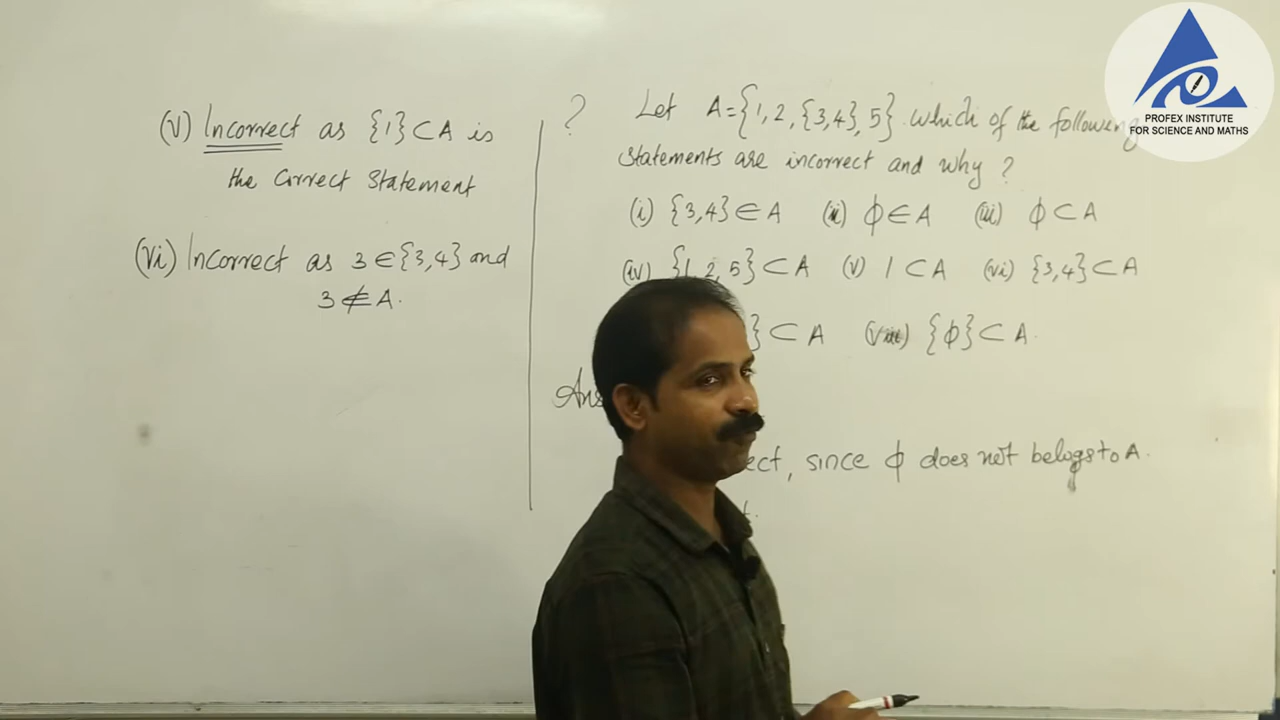 (V) Incorrect as {1} ⊂ A is
the Correct Statement
(Vi) Incorrect as 3 ∈ {3,4} and
3 ∉ A.
? Let A = {1, 2, {3,4}, 5}. which of the following
statements are incorrect and why ?
(i) {3,4} ∈ A (ii) ϕ ∈ A (iii) ϕ ⊂ A
(iv) {1, 2, 5} ⊂ A (v) 1 ⊂ A (vi) {3,4} ⊂ A
} ⊂ A (viii) {ϕ} ⊂ A.
Ans
ect, since ϕ does not belogs to A.
t.
PROFEX INSTITUTE
FOR SCIENCE AND MATHS